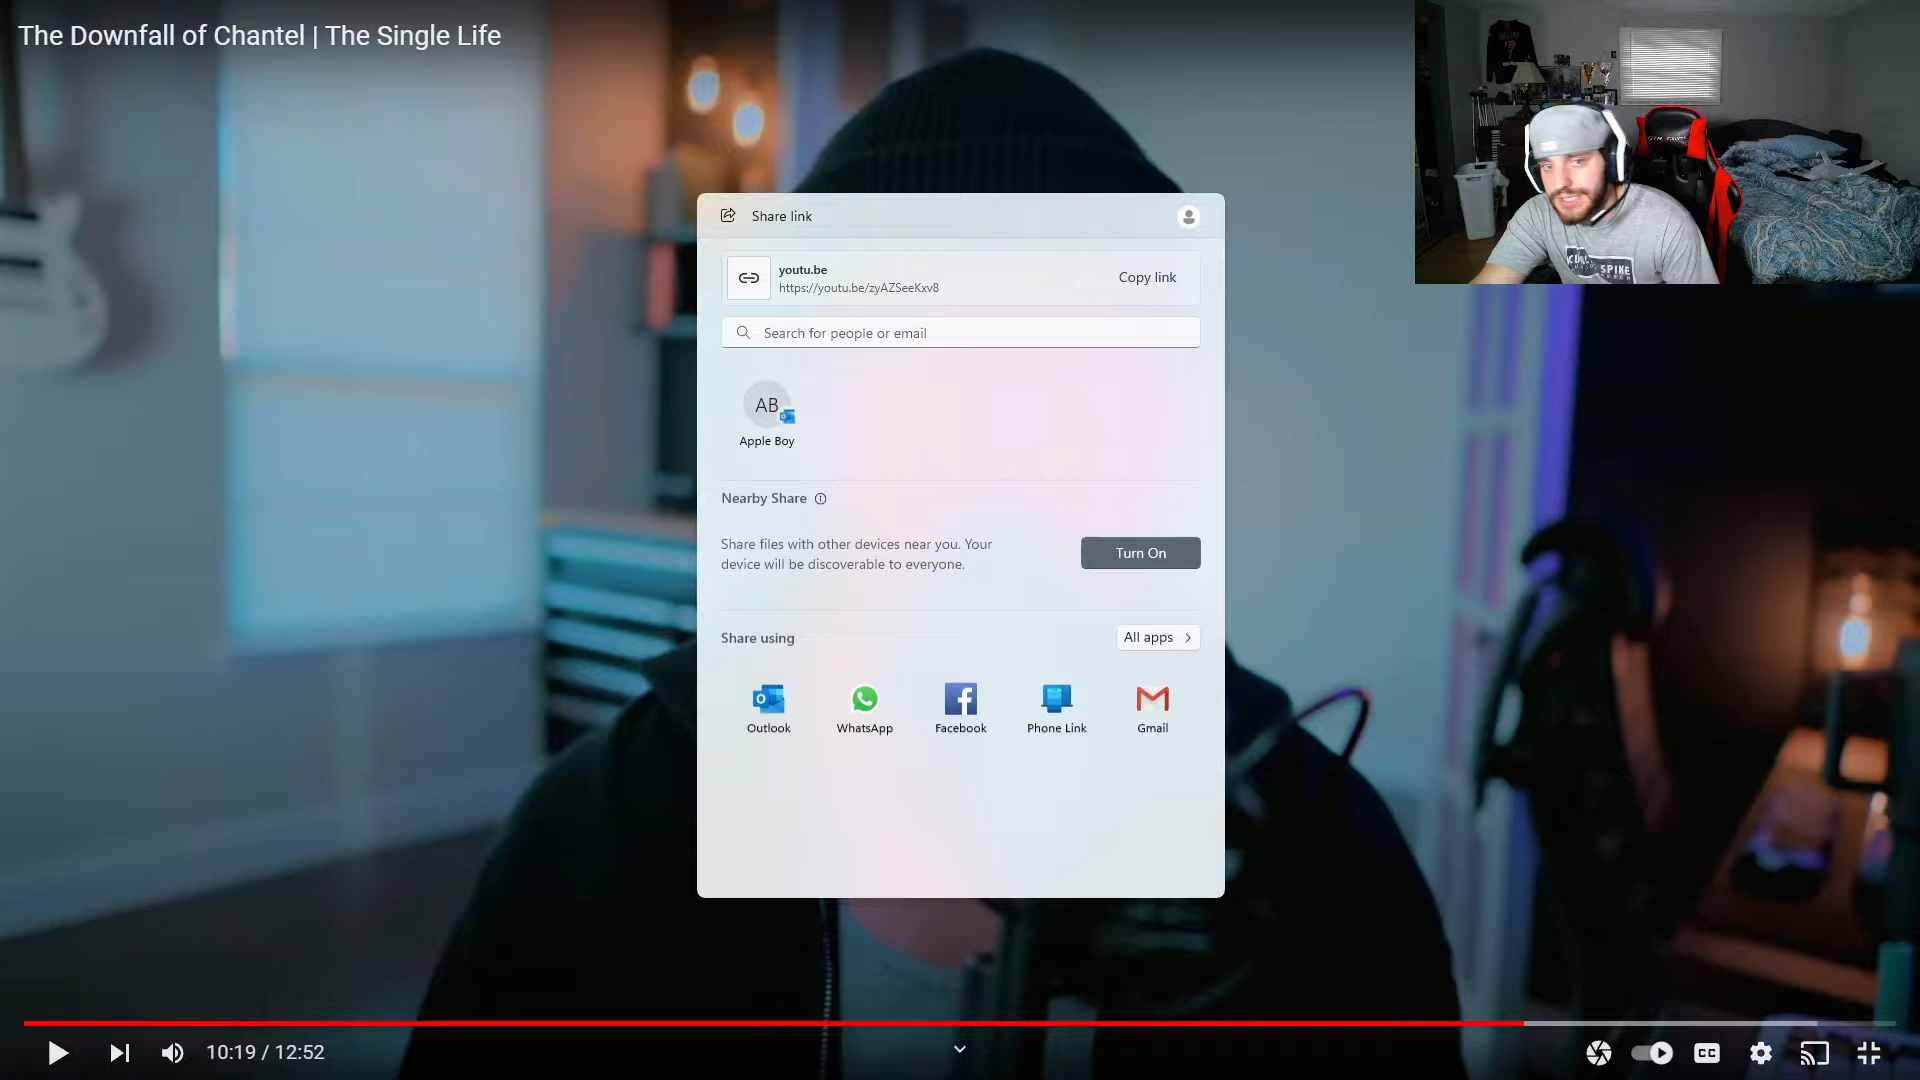 The Downfall of Chantel | The Single Life
Share link
youtu.be
https://youtu.be/zyAZSeeKxv8
Copy link
Search for people or email
AB
Apple Boy
Nearby Share
Share files with other devices near you. Your
device will be discoverable to everyone.
Turn On
Share using
All apps
Outlook
WhatsApp
Facebook
Phone Link
Gmail
10:19 / 12:52
CC
7
SPIKE